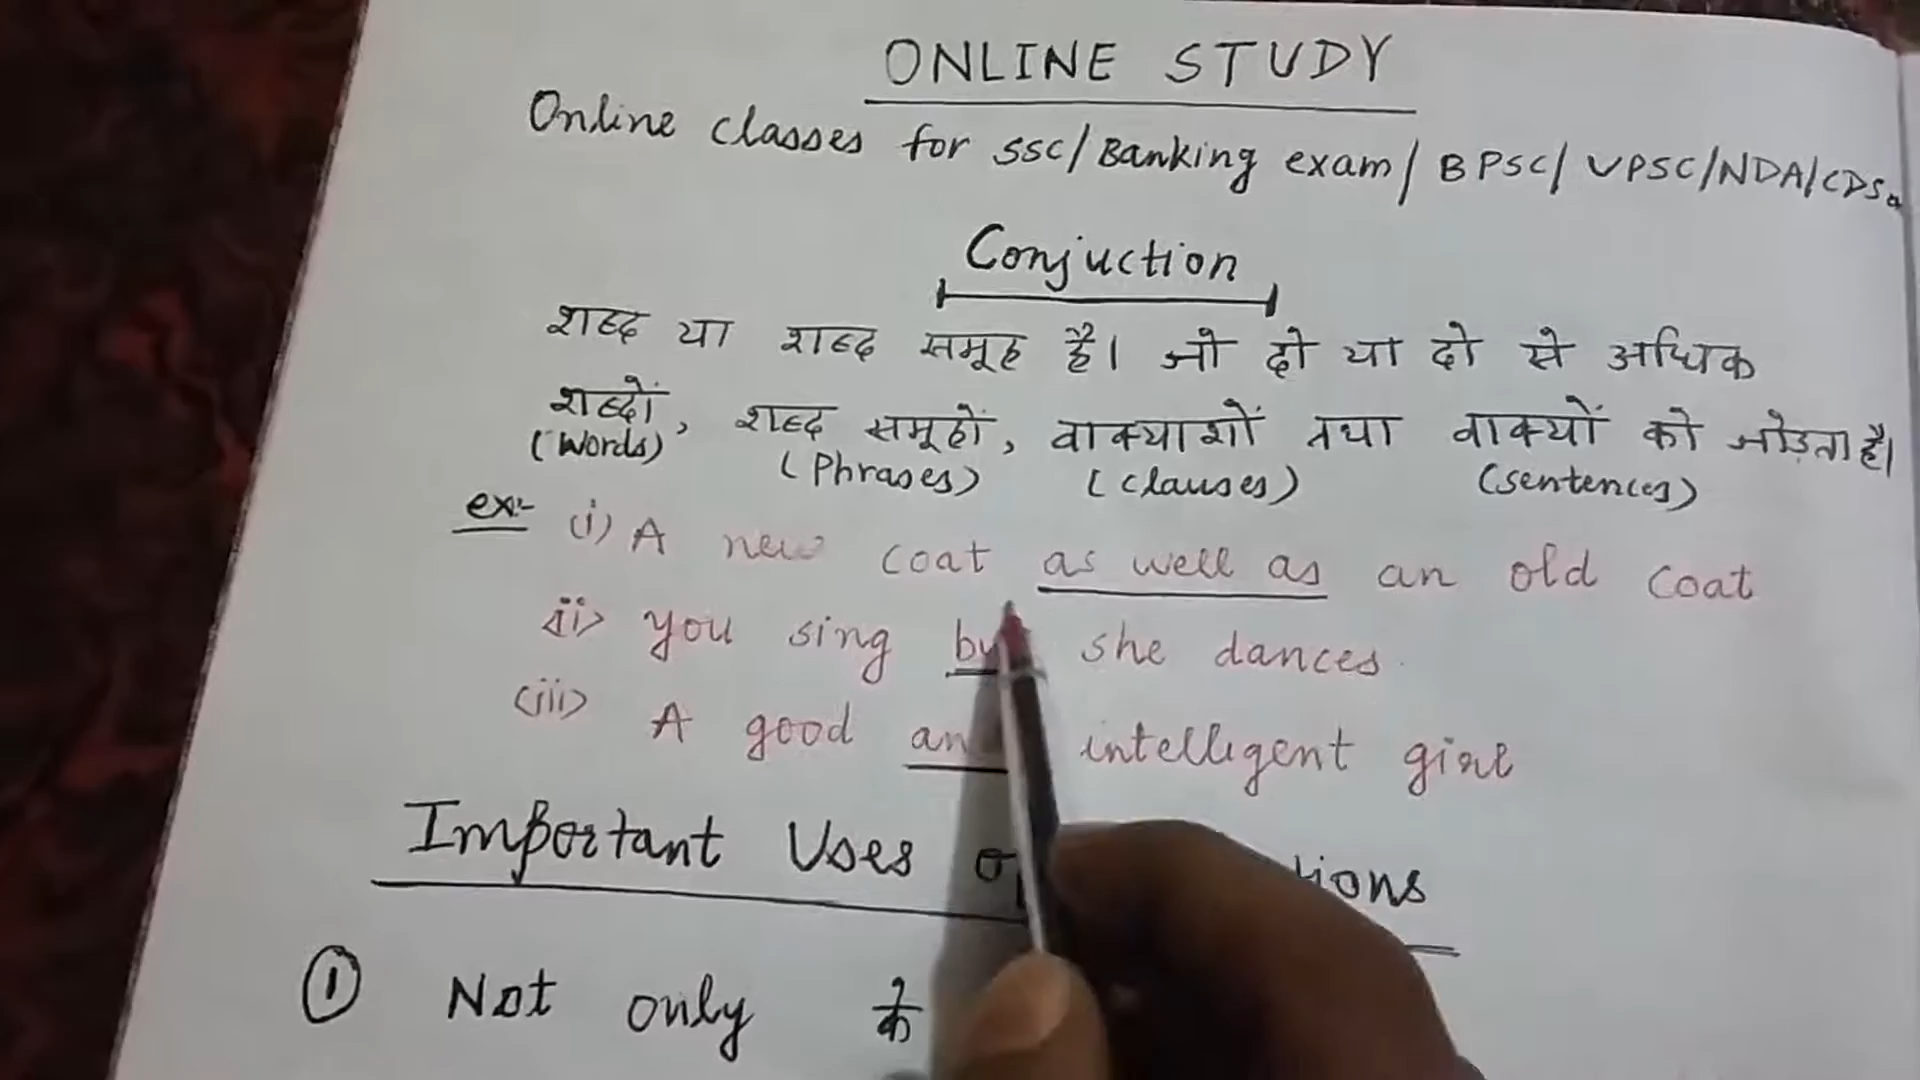 ONLINE STUDY
Online classes for SSC/Banking exam/ BPSC/ UPSC/NDA/CDS
Conjuction
शब्द या शब्द समूह है। जो दो या दो से अधिक
शब्दों, शब्द समूहों, वाक्याशों तथा वाक्यों को जोड़ता है।
(Words) (Phrases) (clauses) (sentences)
ex:- (i) A new coat as well as an old coat
(ii) you sing but she dances.
(iii) A good and intelligent girl
Important Uses
① Not only के